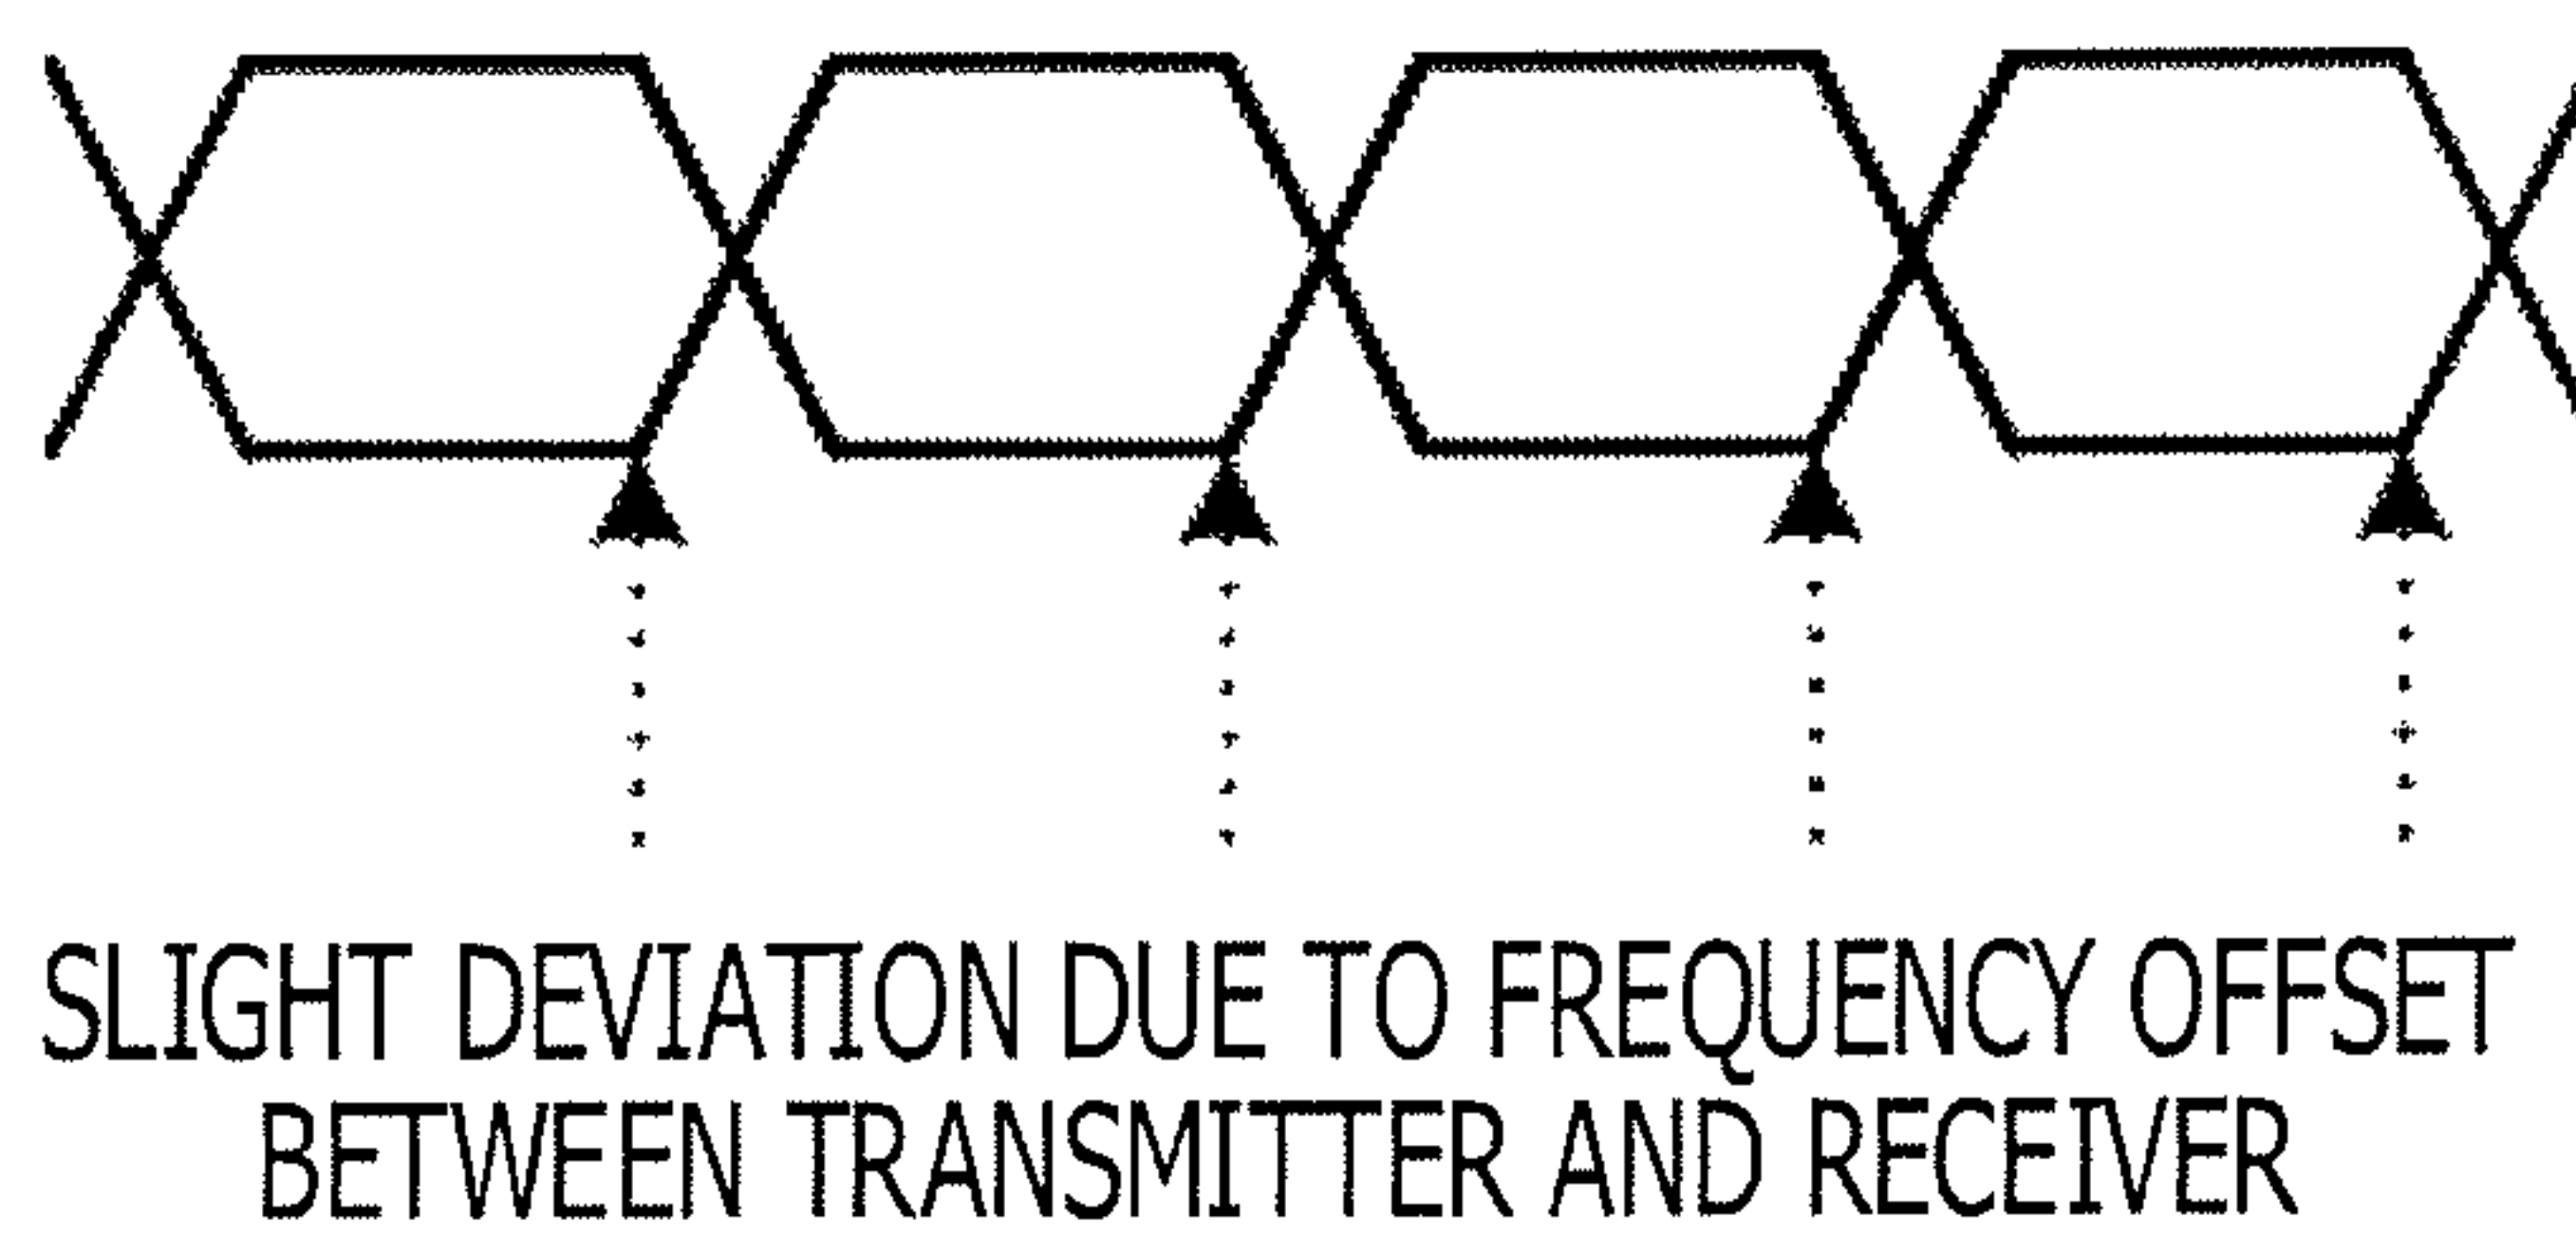 SLIGHT DEVIATION DUE TO FREQUENCY OFFSET
BETWEEN TRANSMITTER AND RECEIVER